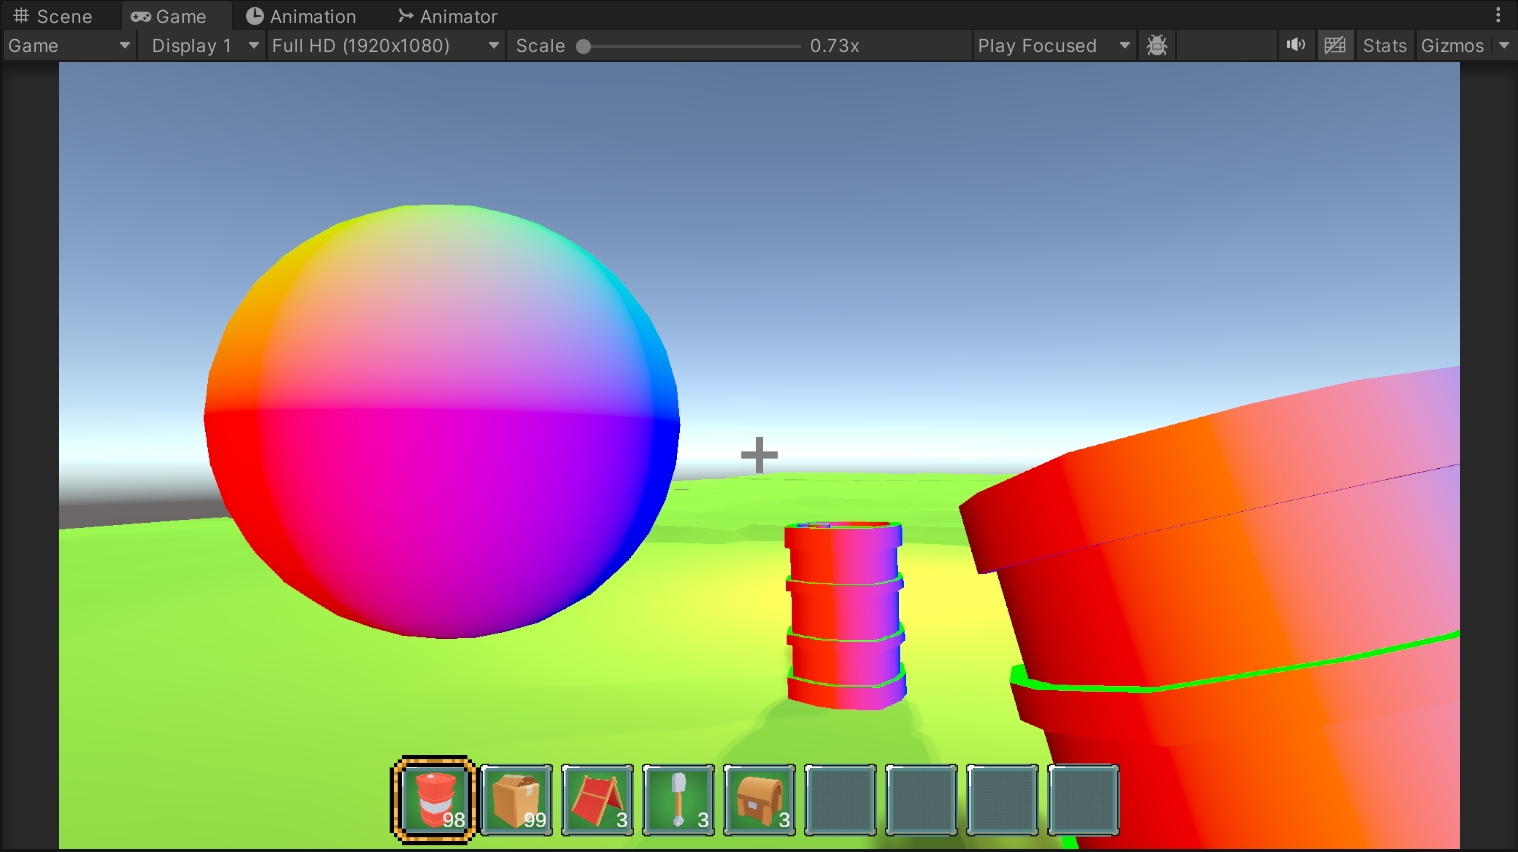 Scene Game Animation Animator
Game Display 1 Full HD (1920x1080) Scale 0.73x Play Focused Stats Gizmos
98 99 3 3 3